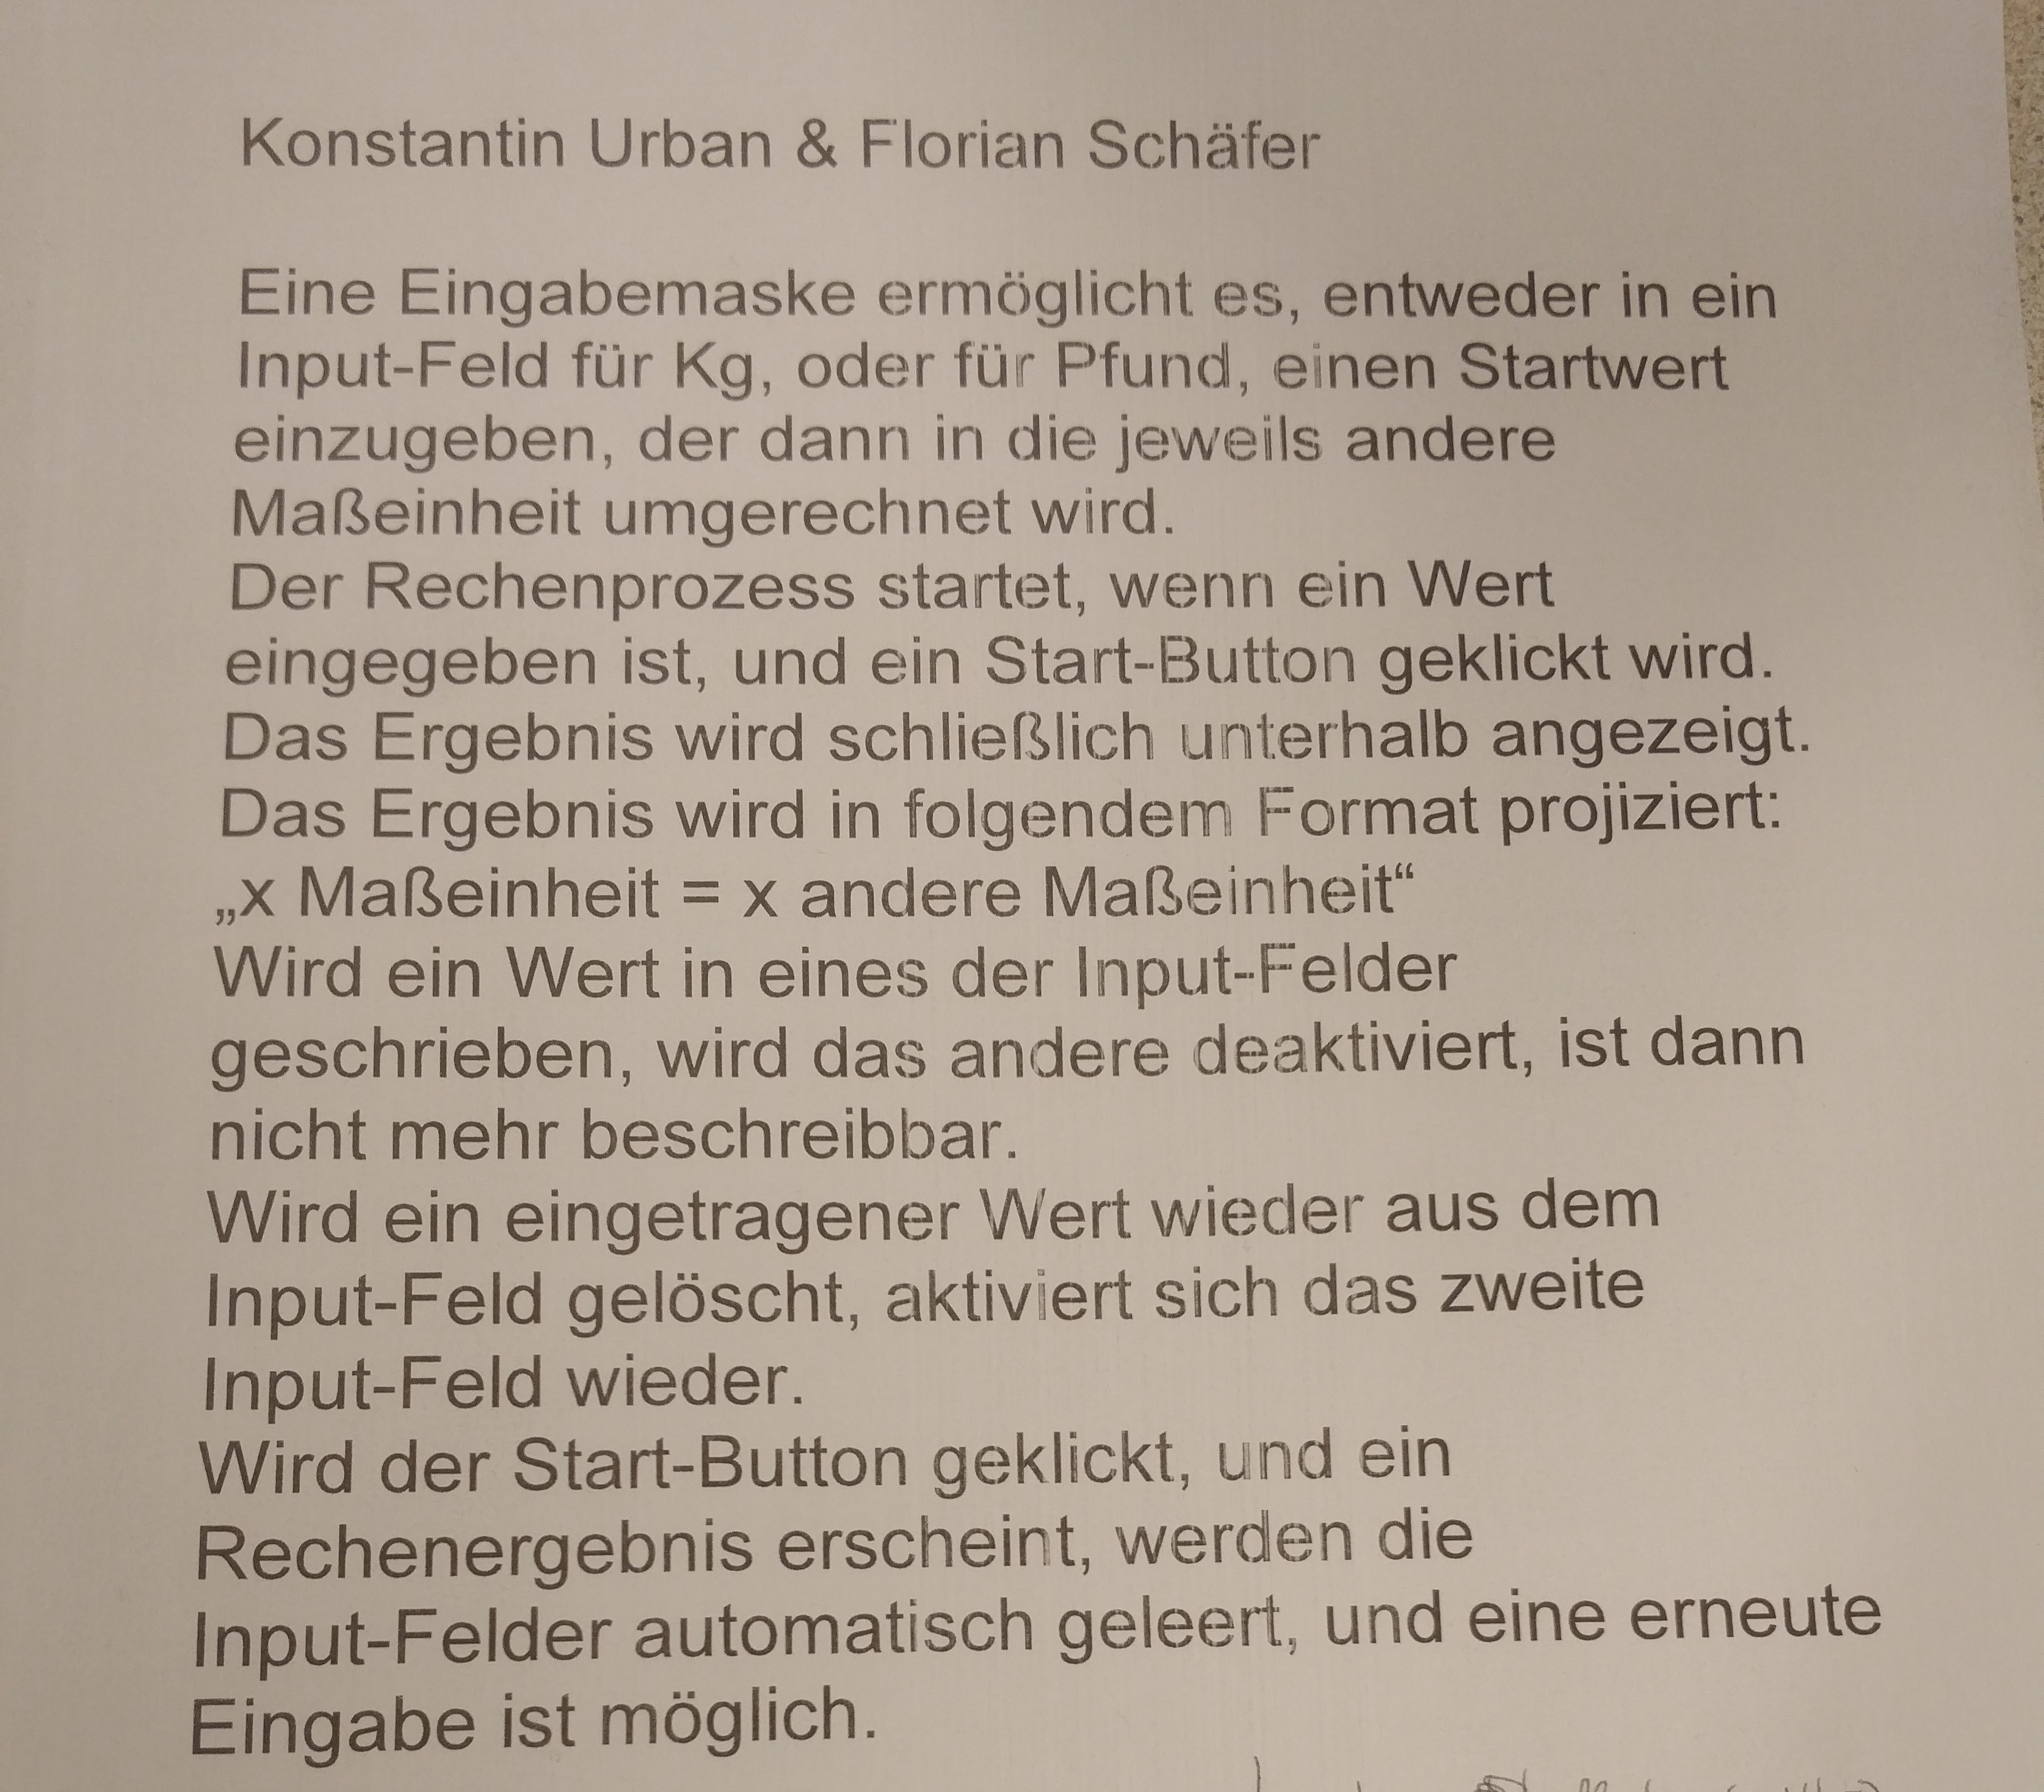 Konstantin Urban & Florian Schäfer
Eine Eingabemaske ermöglicht es, entweder in ein
Input-Feld für Kg, oder für Pfund, einen Startwert
einzugeben, der dann in die jeweils andere
Maßeinheit umgerechnet wird.
Der Rechenprozess startet, wenn ein Wert
eingegeben ist, und ein Start-Button geklickt wird.
Das Ergebnis wird schließlich unterhalb angezeigt.
Das Ergebnis wird in folgendem Format projiziert:
„x Maßeinheit = x andere Maßeinheit“
Wird ein Wert in eines der Input-Felder
geschrieben, wird das andere deaktiviert, ist dann
nicht mehr beschreibbar.
Wird ein eingetragener Wert wieder aus dem
Input-Feld gelöscht, aktiviert sich das zweite
Input-Feld wieder.
Wird der Start-Button geklickt, und ein
Rechenergebnis erscheint, werden die
Input-Felder automatisch geleert, und eine erneute
Eingabe ist möglich.